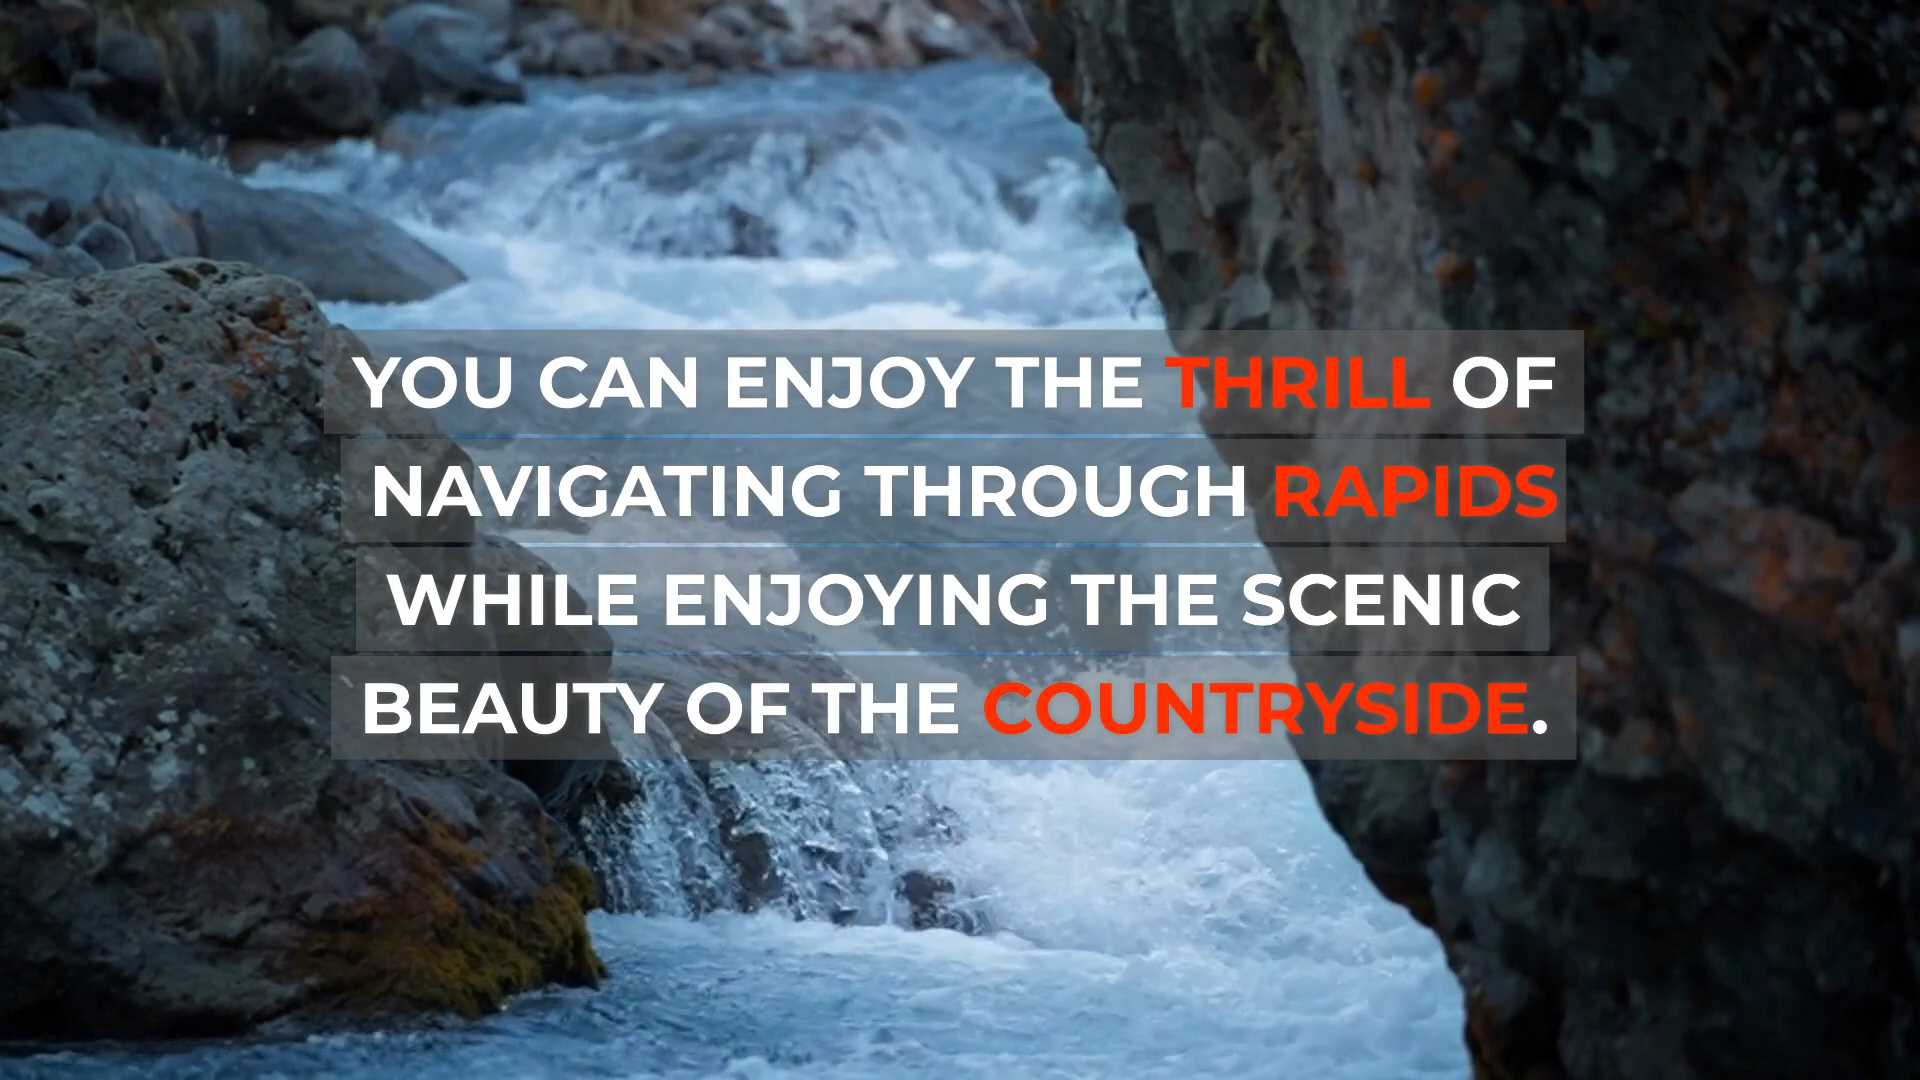 YOU CAN ENJOY THE THRILL OF
NAVIGATING THROUGH RAPIDS
WHILE ENJOYING THE SCENIC
BEAUTY OF THE COUNTRYSIDE.